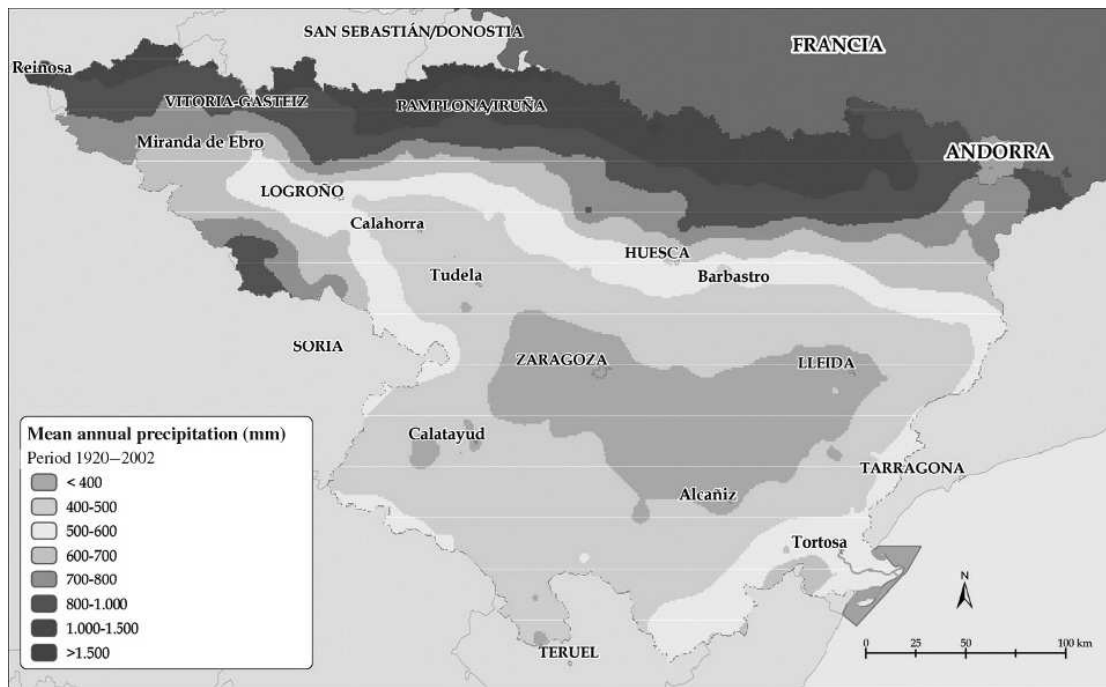 SAN SEBASTIÁN/DONOSTIA
FRANCIA
Reinosa
VITORIA-GASTEIZ
PAMPLONA/IRUÑA
Miranda de Ebro
ANDORRA
LOGROÑO
Calahorra
HUESCA
Tudela
Barbastro
SORIA
ZARAGOZA
LLEIDA
Calatayud
TARRAGONA
Alcañiz
Tortosa
TERUEL
Mean annual precipitation (mm)
Period 1920–2002
< 400
400-500
500-600
600-700
700-800
800-1.000
1.000-1.500
>1.500
N
0 25 50 100 km